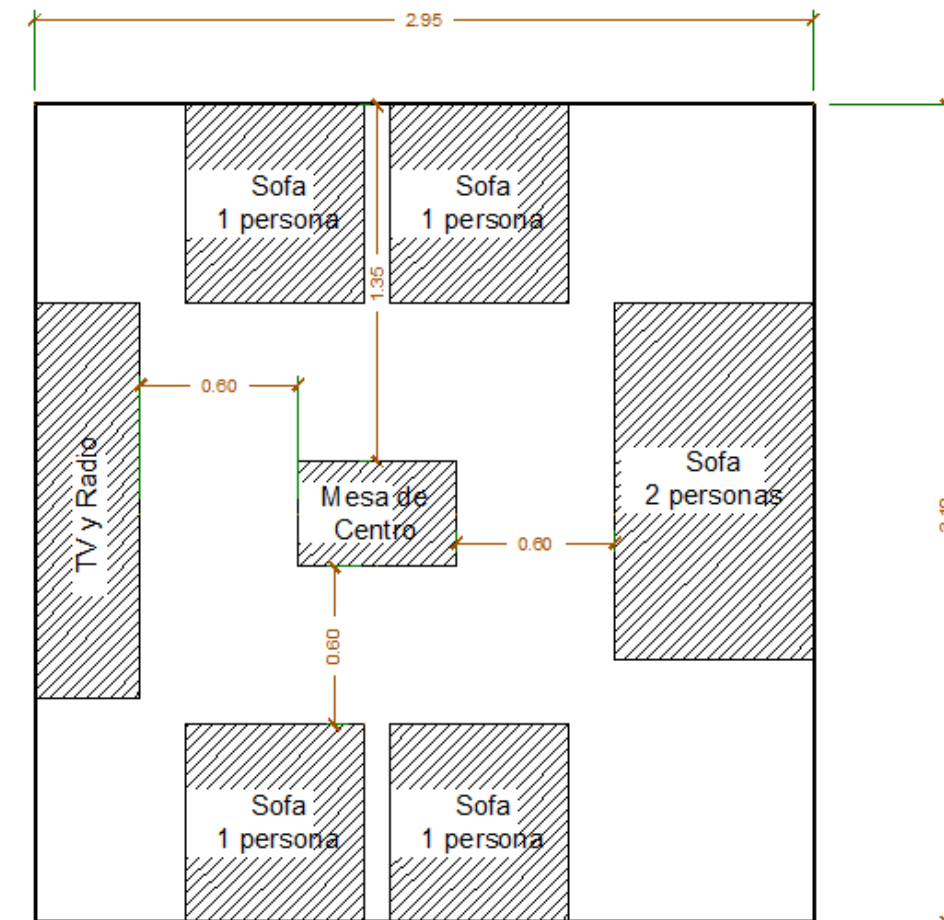 2.95
Sofa
1 persona
Sofa
1 persona
1.35
0.60
TV y Radio
Mesa de
Centro
Sofa
2 personas
0.60
0.60
Sofa
1 persona
Sofa
1 persona